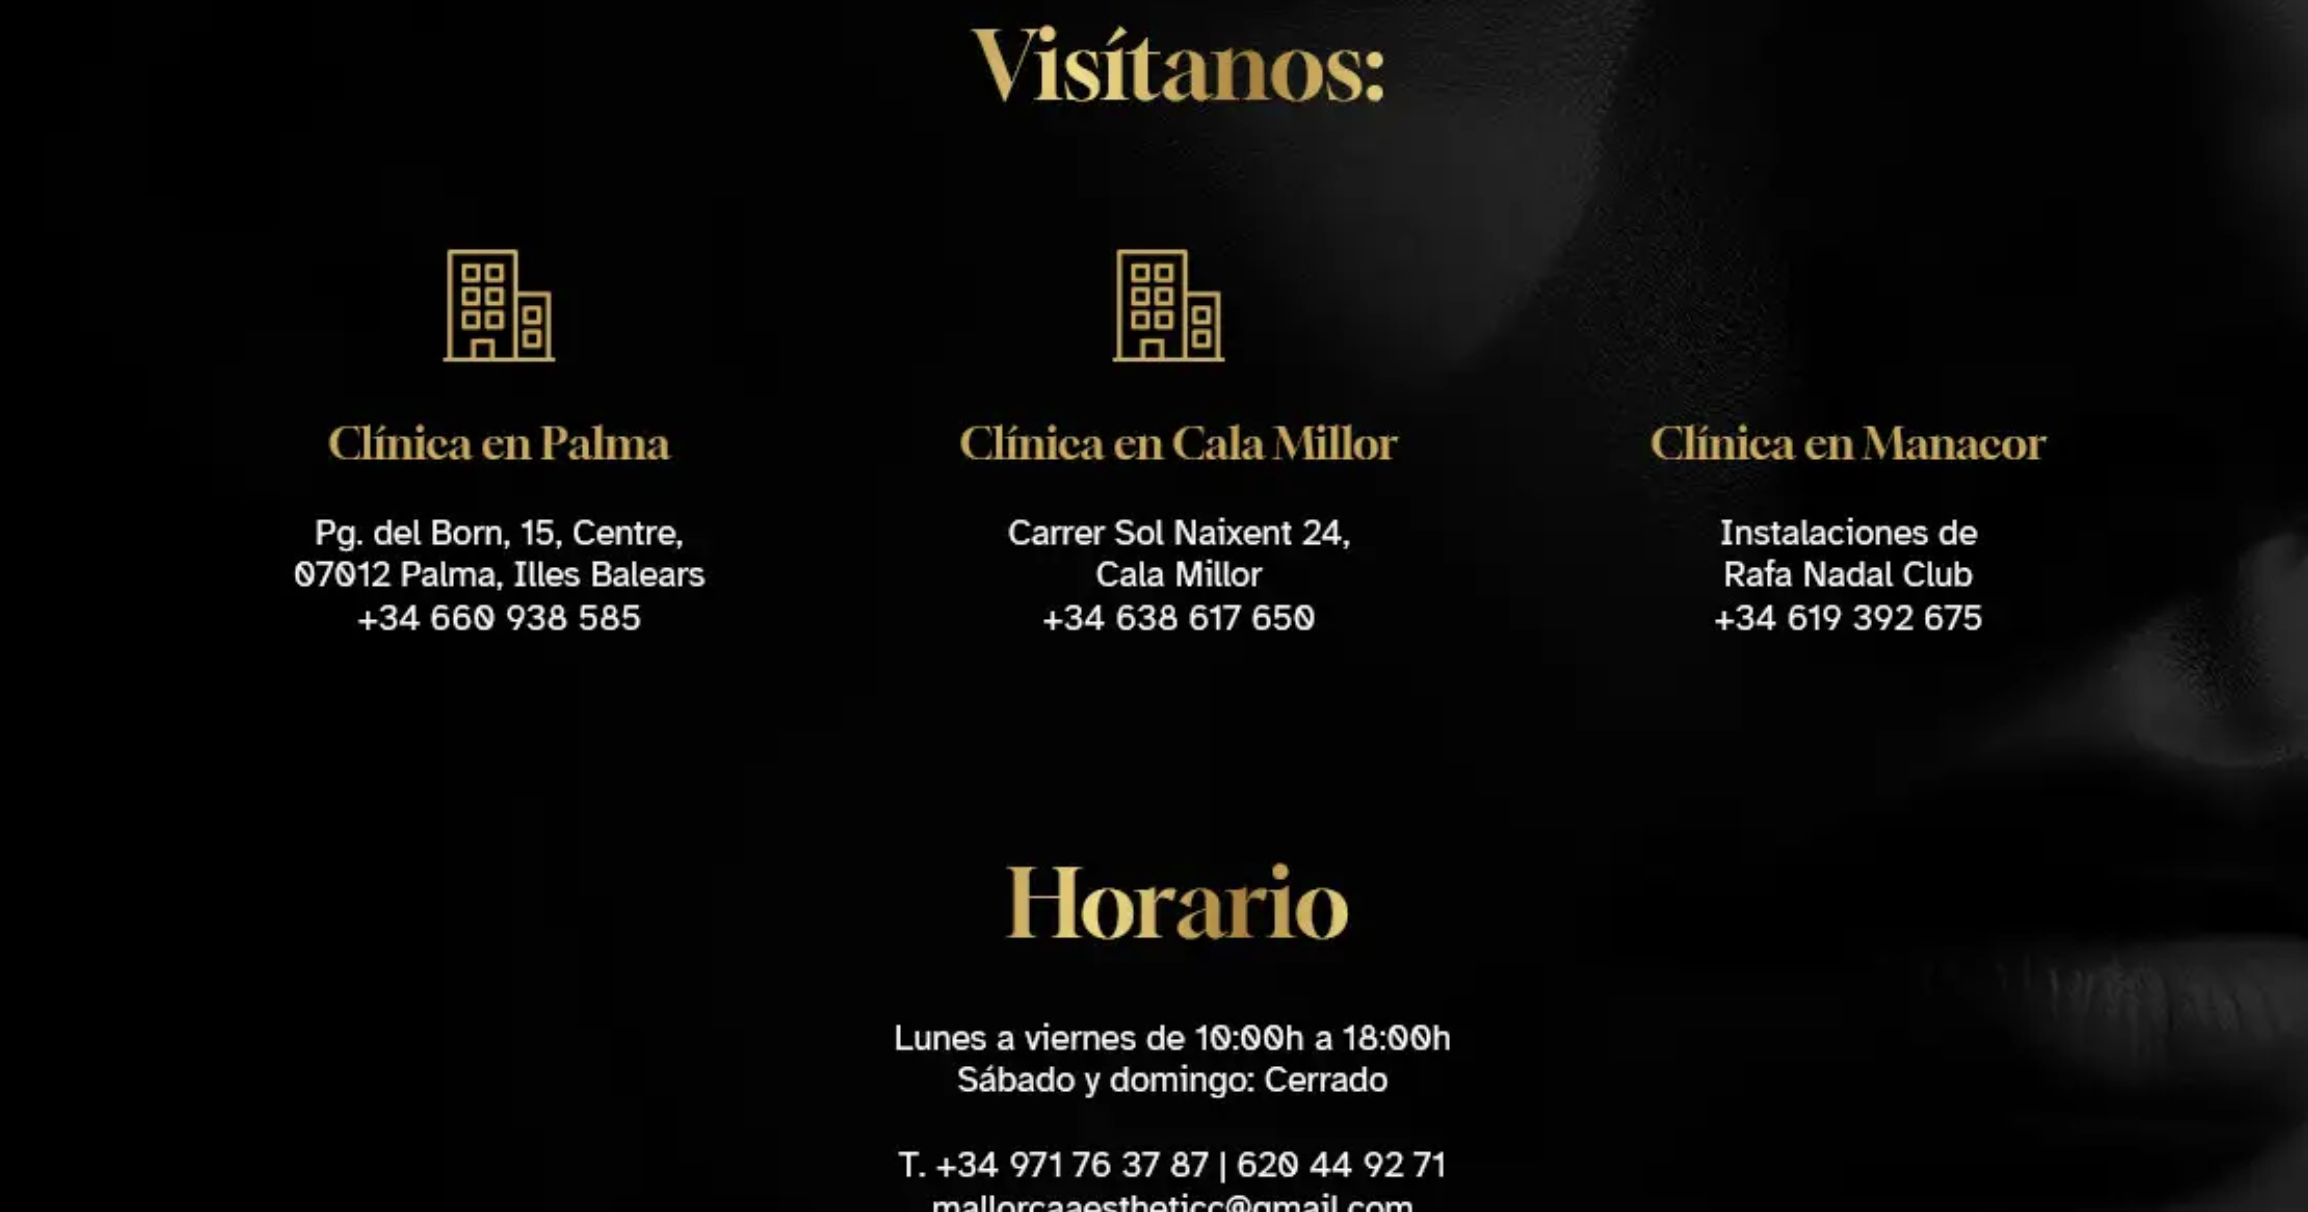 Visítanos:
Clínica en Palma
Pg. del Born, 15, Centre,
07012 Palma, Illes Balears
+34 660 938 585
Clínica en Cala Millor
Carrer Sol Naixent 24,
Cala Millor
+34 638 617 650
Clínica en Manacor
Instalaciones de
Rafa Nadal Club
+34 619 392 675
Horario
Lunes a viernes de 10:00h a 18:00h
Sábado y domingo: Cerrado
T. +34 971 76 37 87 | 620 44 92 71
mallorcaaestheticc@gmail.com